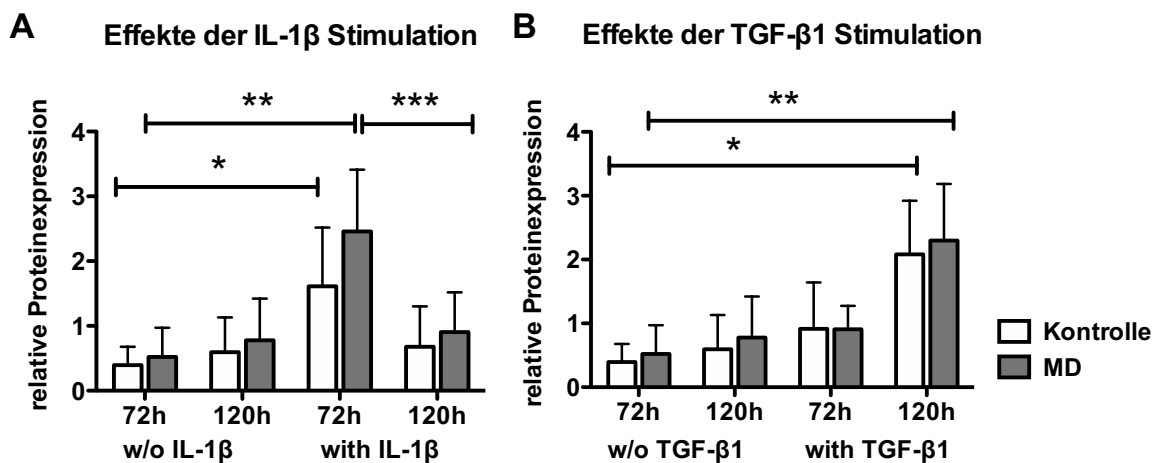 A Effekte der IL-1β Stimulation
relative Proteinexpression
** ***
*
4
3
2
1
0
72h 120h 72h 120h
w/o IL-1β with IL-1β
B Effekte der TGF-β1 Stimulation
relative Proteinexpression
**
*
4
3
2
1
0
72h 120h 72h 120h
w/o TGF-β1 with TGF-β1
Kontrolle
MD